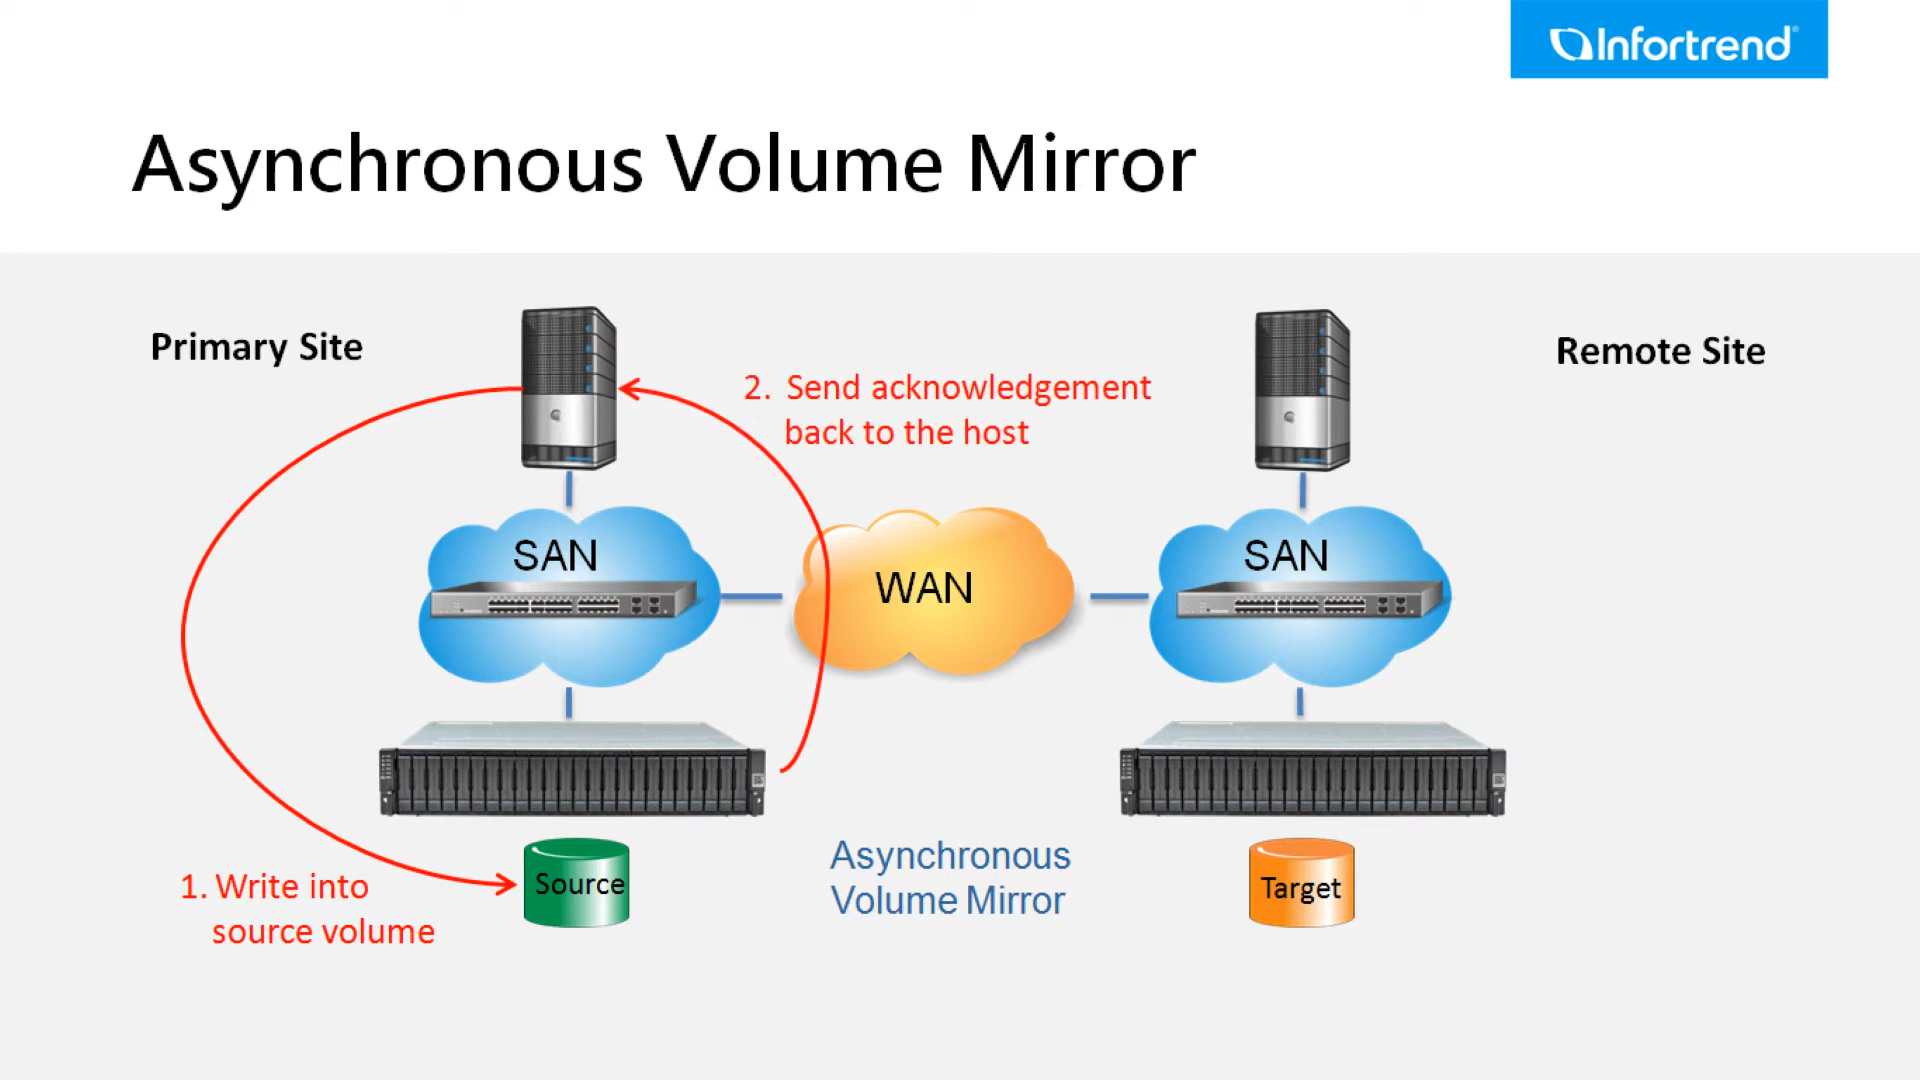 Infortrend
Asynchronous Volume Mirror
Primary Site
Remote Site
2. Send acknowledgement
back to the host
SAN
WAN
SAN
1. Write into
source volume
Source
Asynchronous
Volume Mirror
Target